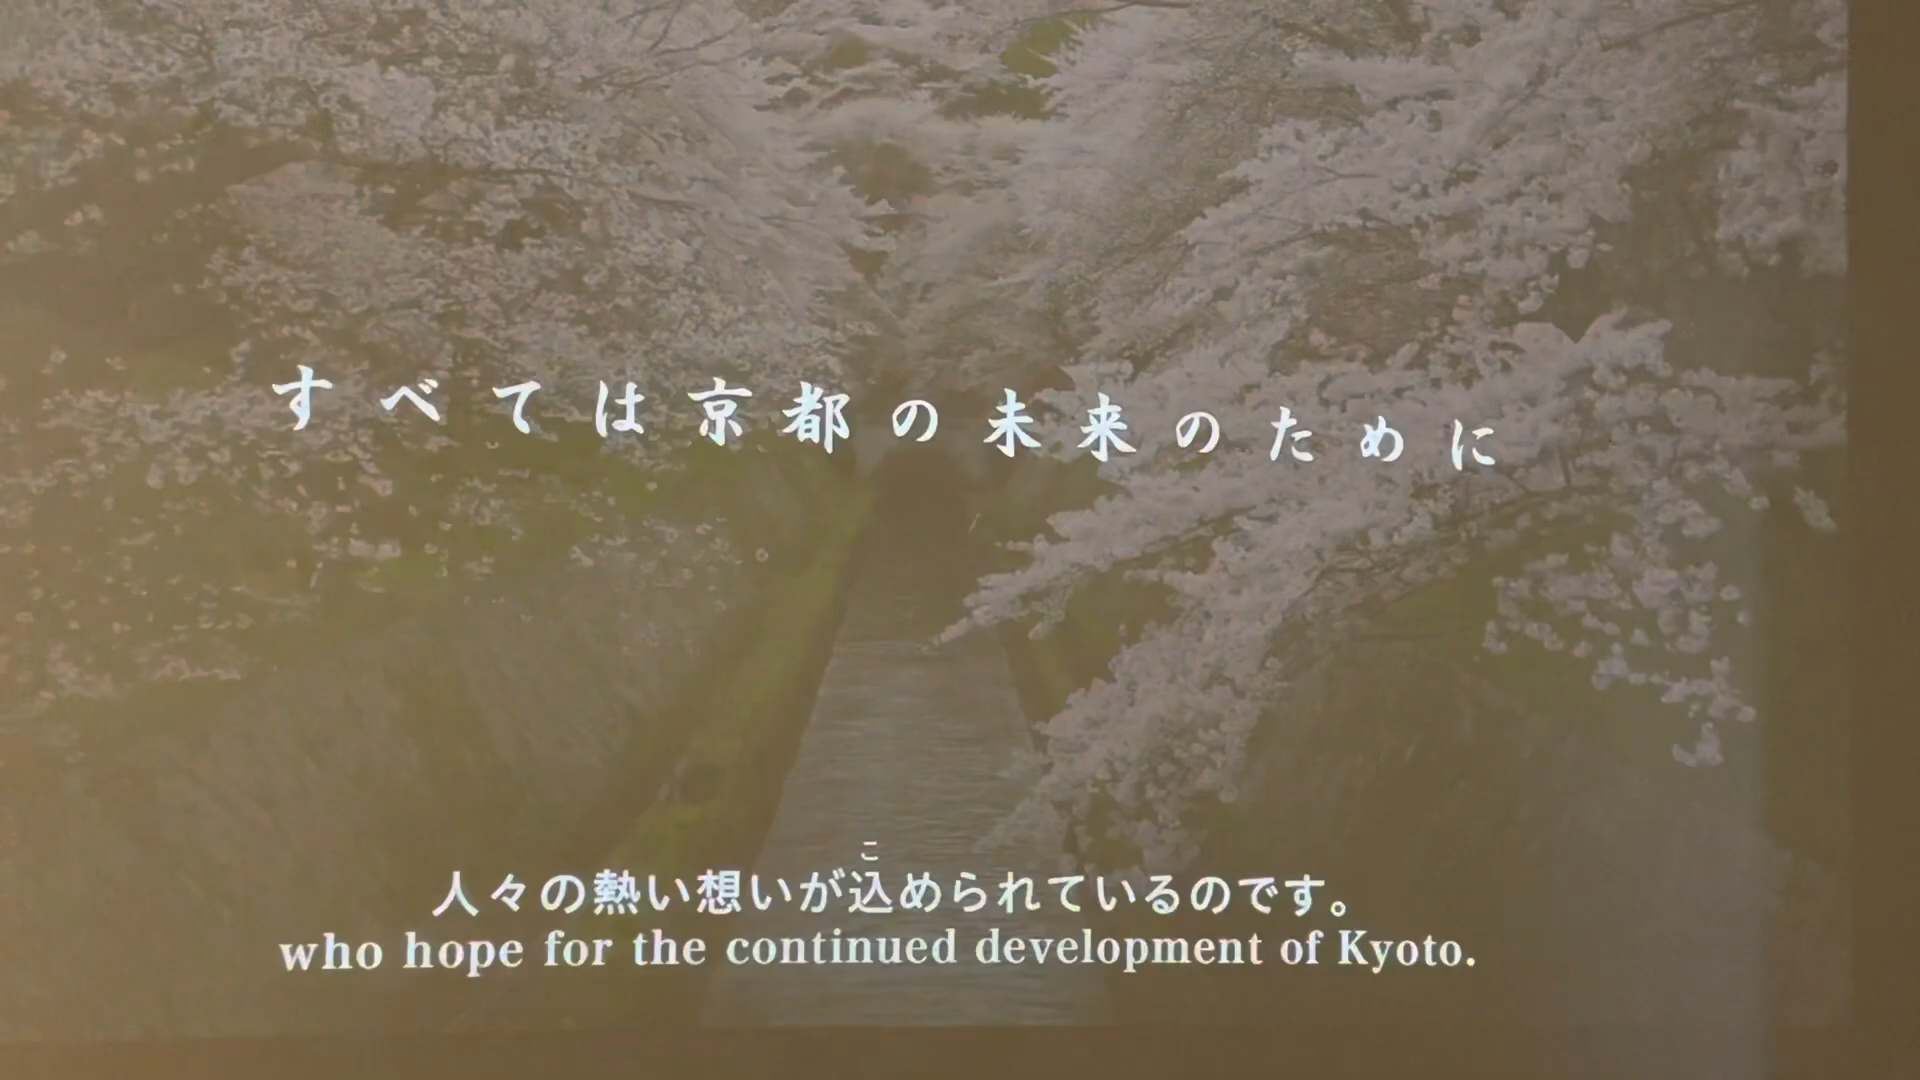 すべては京都の未来のために
こ
人々の熱い想いが込められているのです。
who hope for the continued development of Kyoto.